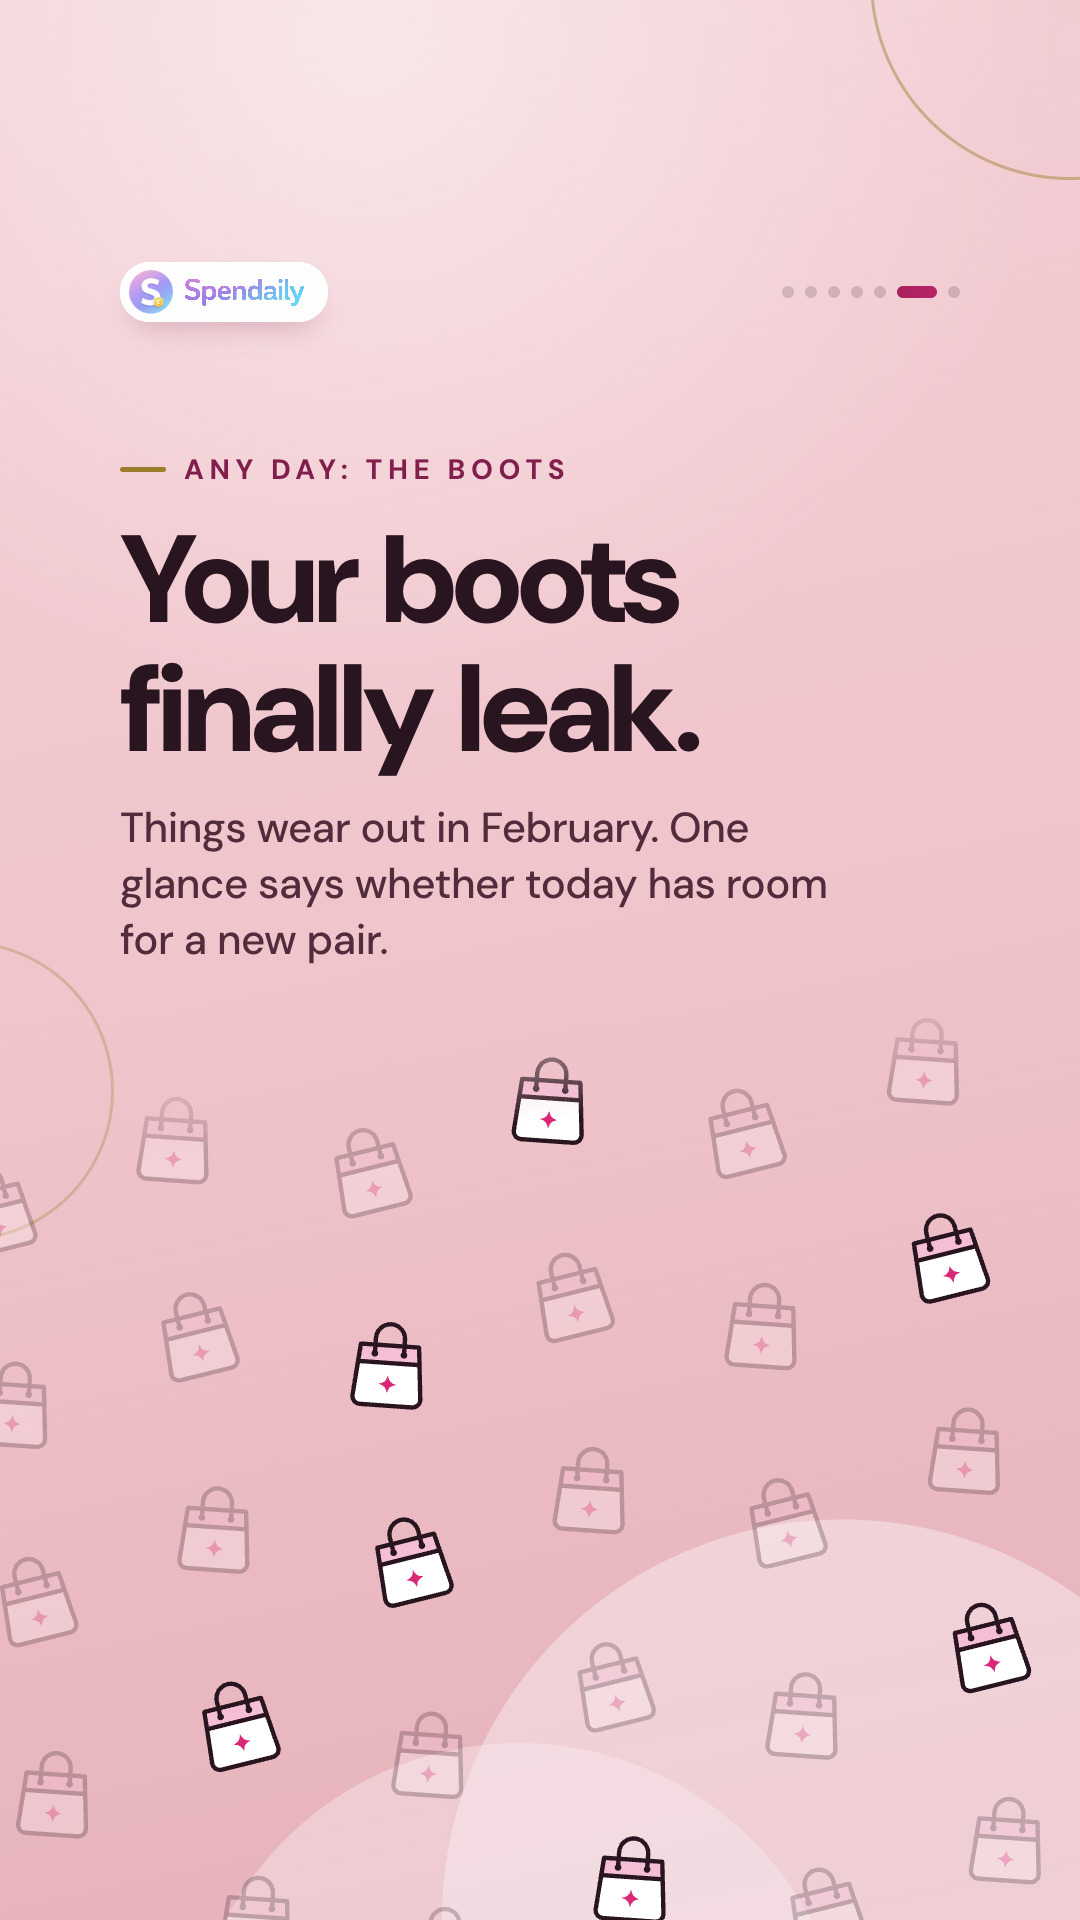 Spendaily
ANY DAY: THE BOOTS
Your boots
finally leak.
Things wear out in February. One
glance says whether today has room
for a new pair.